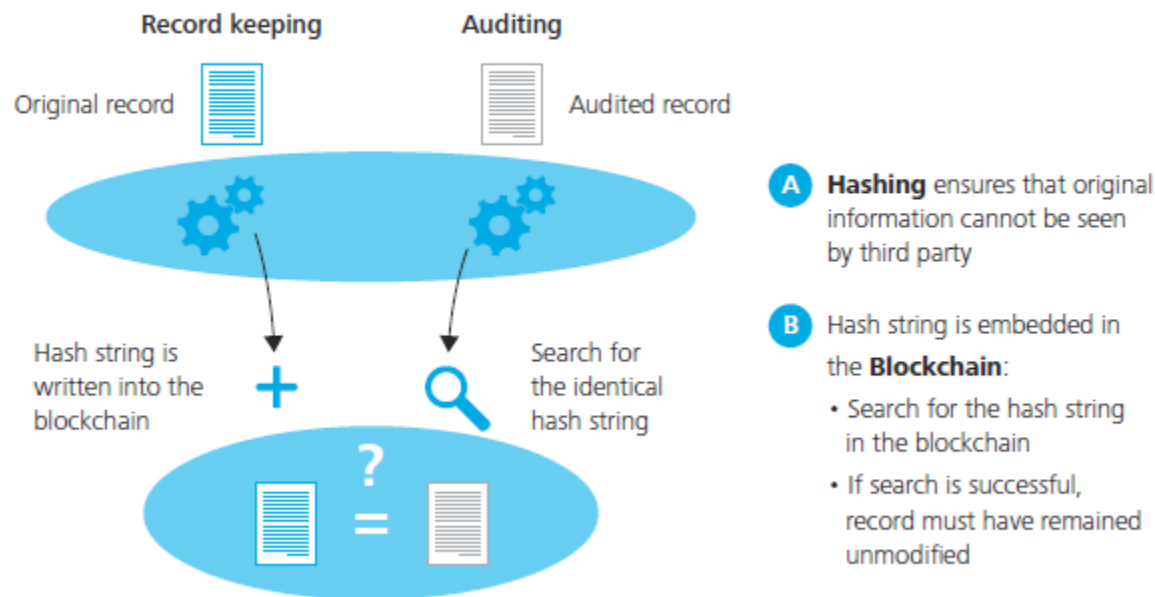 Record keeping
Auditing
Original record
Audited record
A
Hashing ensures that original
information cannot be seen
by third party
Hash string is
written into the
blockchain
+
Search for
the identical
hash string
?
=
B
Hash string is embedded in
the Blockchain:
• Search for the hash string
in the blockchain
• If search is successful,
record must have remained
unmodified